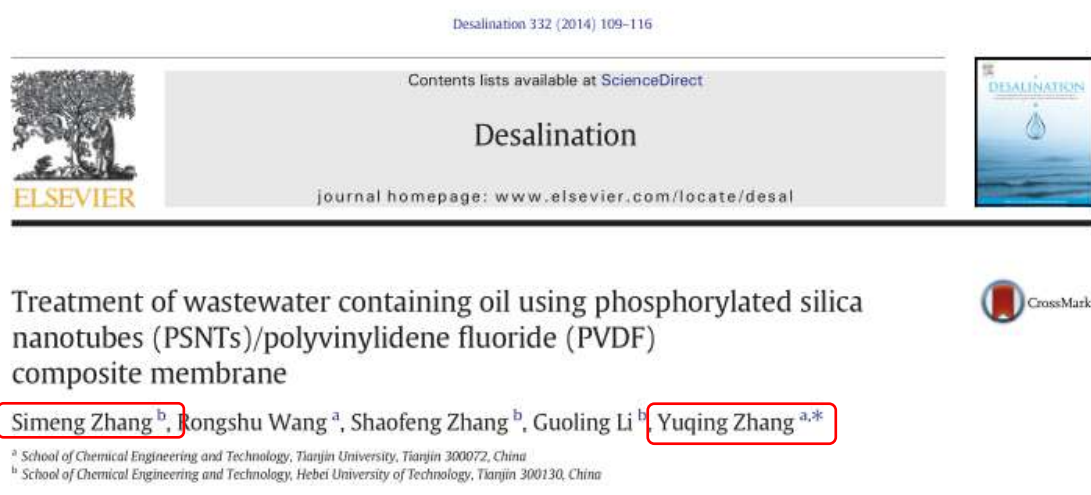 Desalination 332 (2014) 109–116
Contents lists available at ScienceDirect
DESALINATION
Desalination
ELSEVIER
journal homepage: www.elsevier.com/locate/desal
Treatment of wastewater containing oil using phosphorylated silica
CrossMark
nanotubes (PSNTs)/polyvinylidene fluoride (PVDF)
composite membrane
Simeng Zhang b, Rongshu Wang a, Shaofeng Zhang b, Guoling Li b, Yuqing Zhang a,*
a School of Chemical Engineering and Technology, Tianjin University, Tianjin 300072, China
b School of Chemical Engineering and Technology, Hebei University of Technology, Tianjin 300130, China